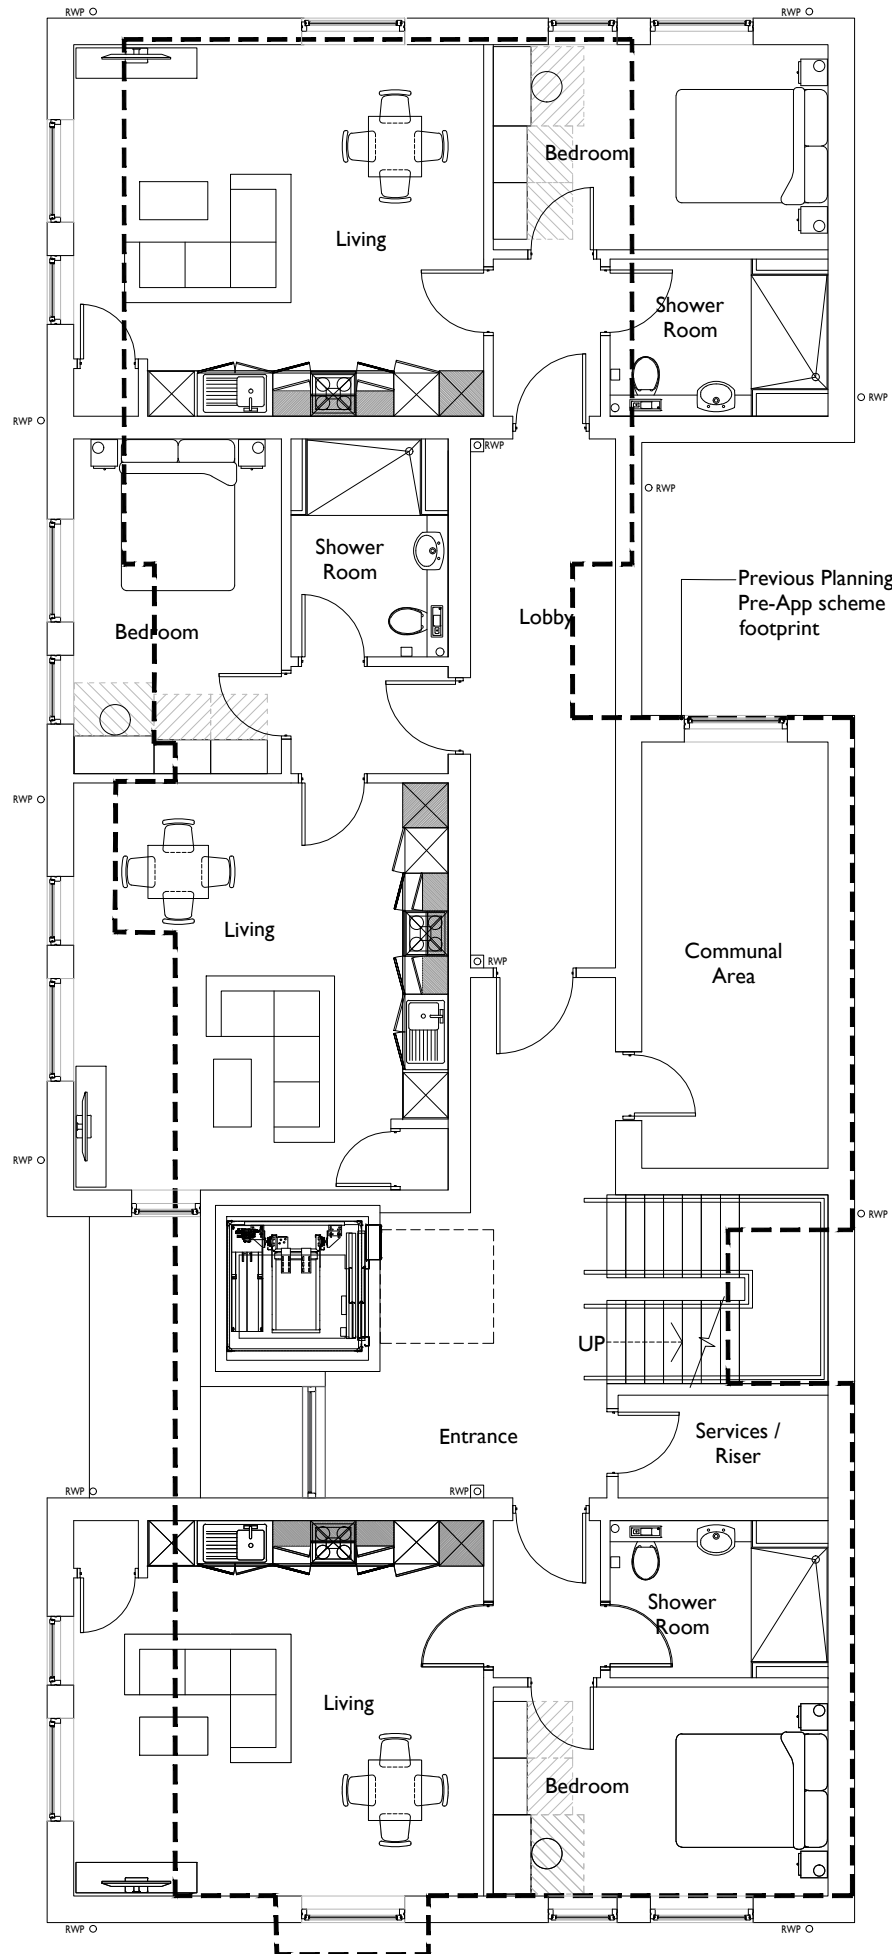 RWP
RWP
Bedroom
Living
Shower
Room
RWP
RWP
RWP
RWP
Shower
Room
Previous Planning
Pre-App scheme
footprint
Lobby
Bedroom
RWP
Living
Communal
Area
RWP
RWP
RWP
UP
Entrance
Services /
Riser
RWP
RWP
Shower
Room
Living
Bedroom
RWP
RWP